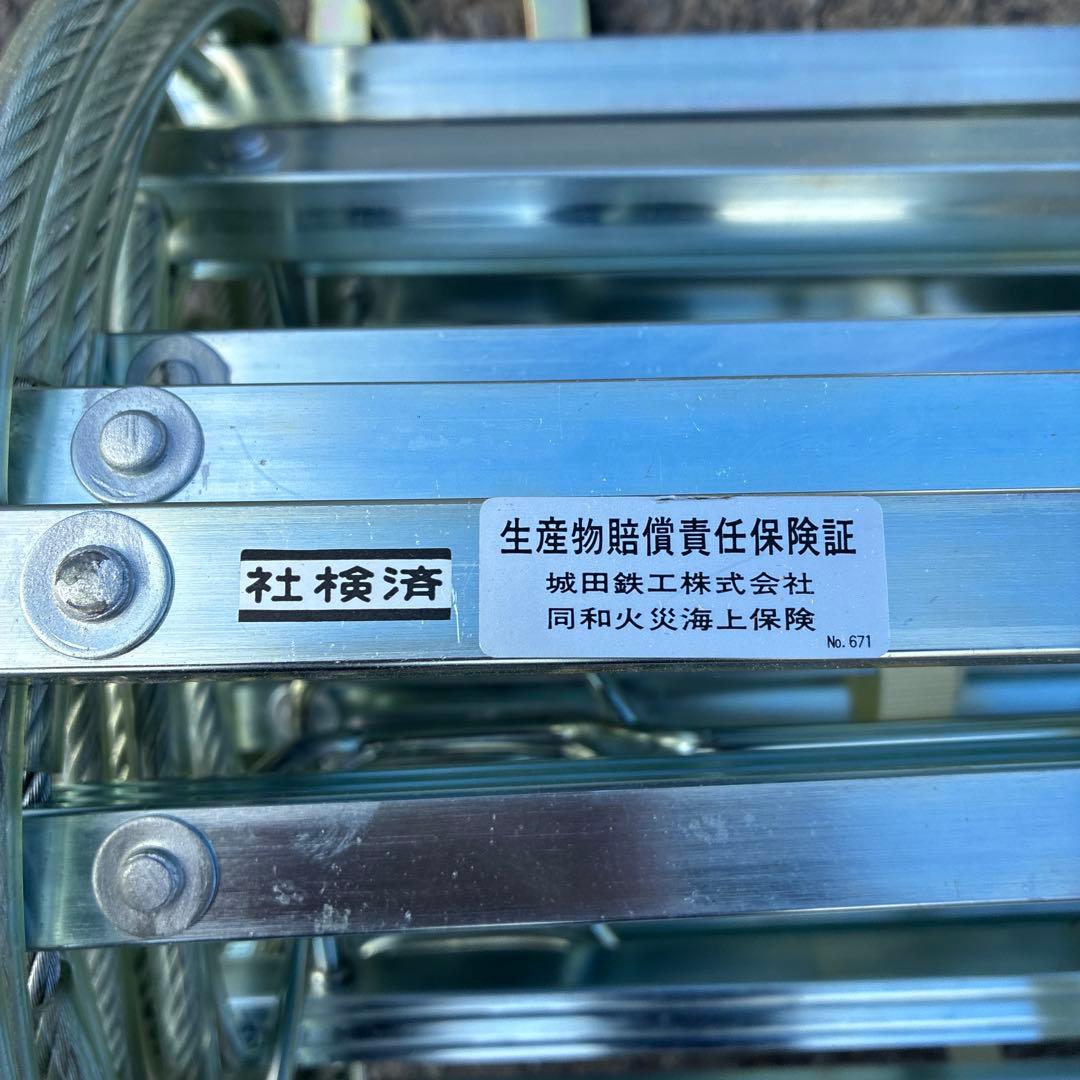 社検済
生産物賠償責任保険証
城田鉄工株式会社
同和火災海上保険
No.671